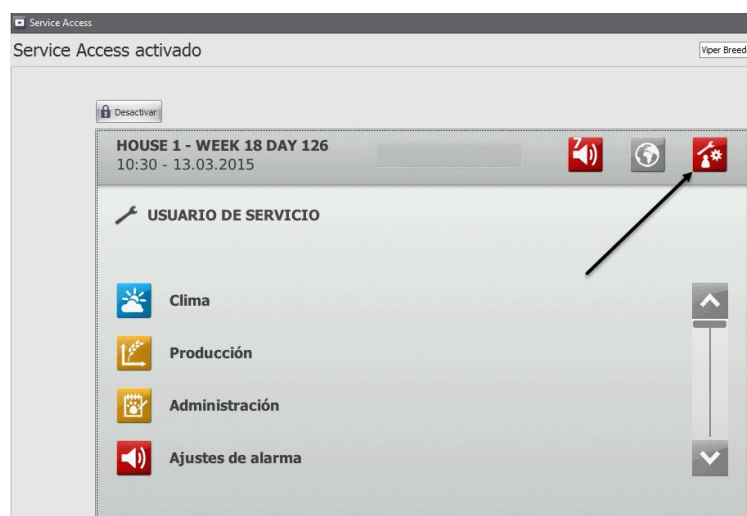 Service Access
Service Access activado
Viper Breed
Desactivar
HOUSE 1 - WEEK 18 DAY 126
10:30 - 13.03.2015
7
USUARIO DE SERVICIO
Clima
Producción
Administración
Ajustes de alarma